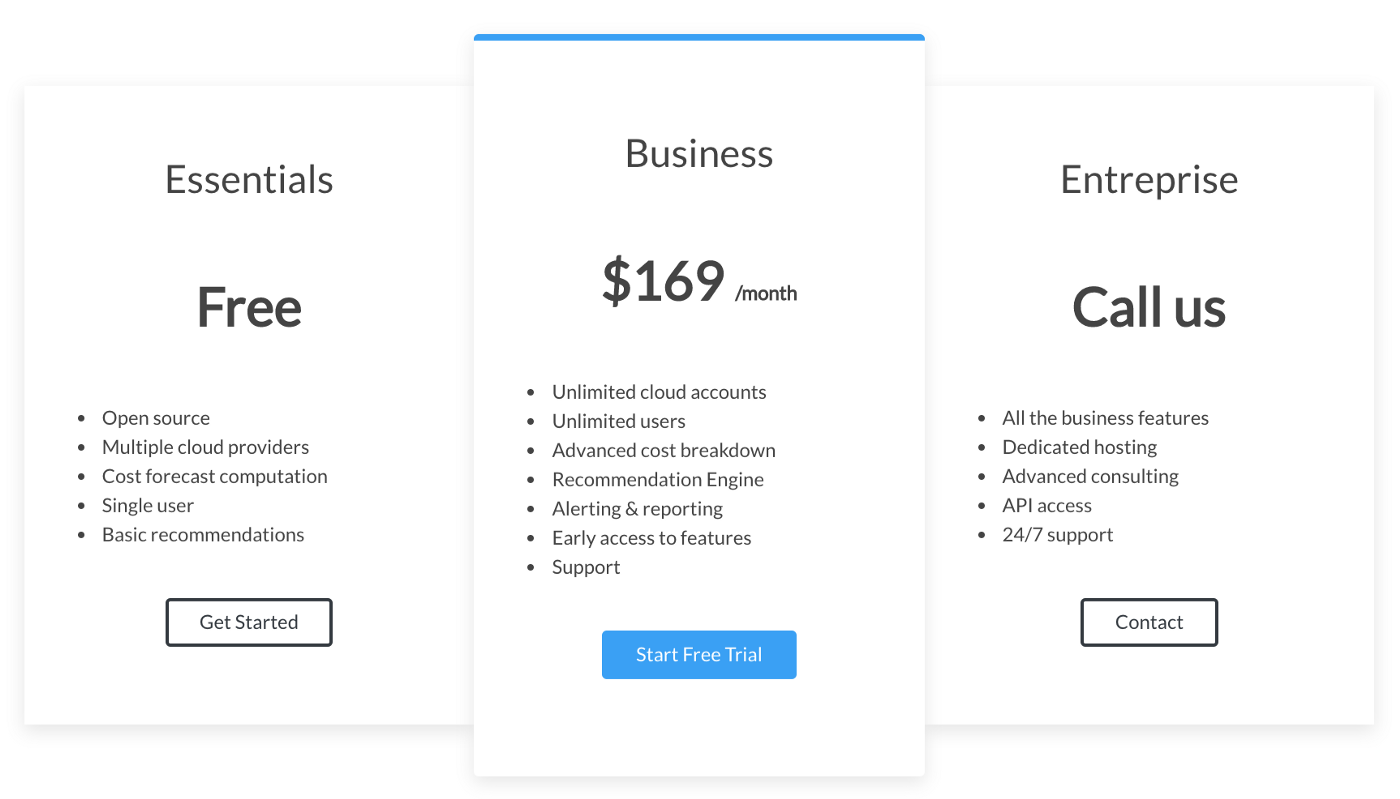 Essentials
Free
• Open source
• Multiple cloud providers
• Cost forecast computation
• Single user
• Basic recommendations
Get Started
Business
$169 /month
• Unlimited cloud accounts
• Unlimited users
• Advanced cost breakdown
• Recommendation Engine
• Alerting & reporting
• Early access to features
• Support
Start Free Trial
Entreprise
Call us
• All the business features
• Dedicated hosting
• Advanced consulting
• API access
• 24/7 support
Contact